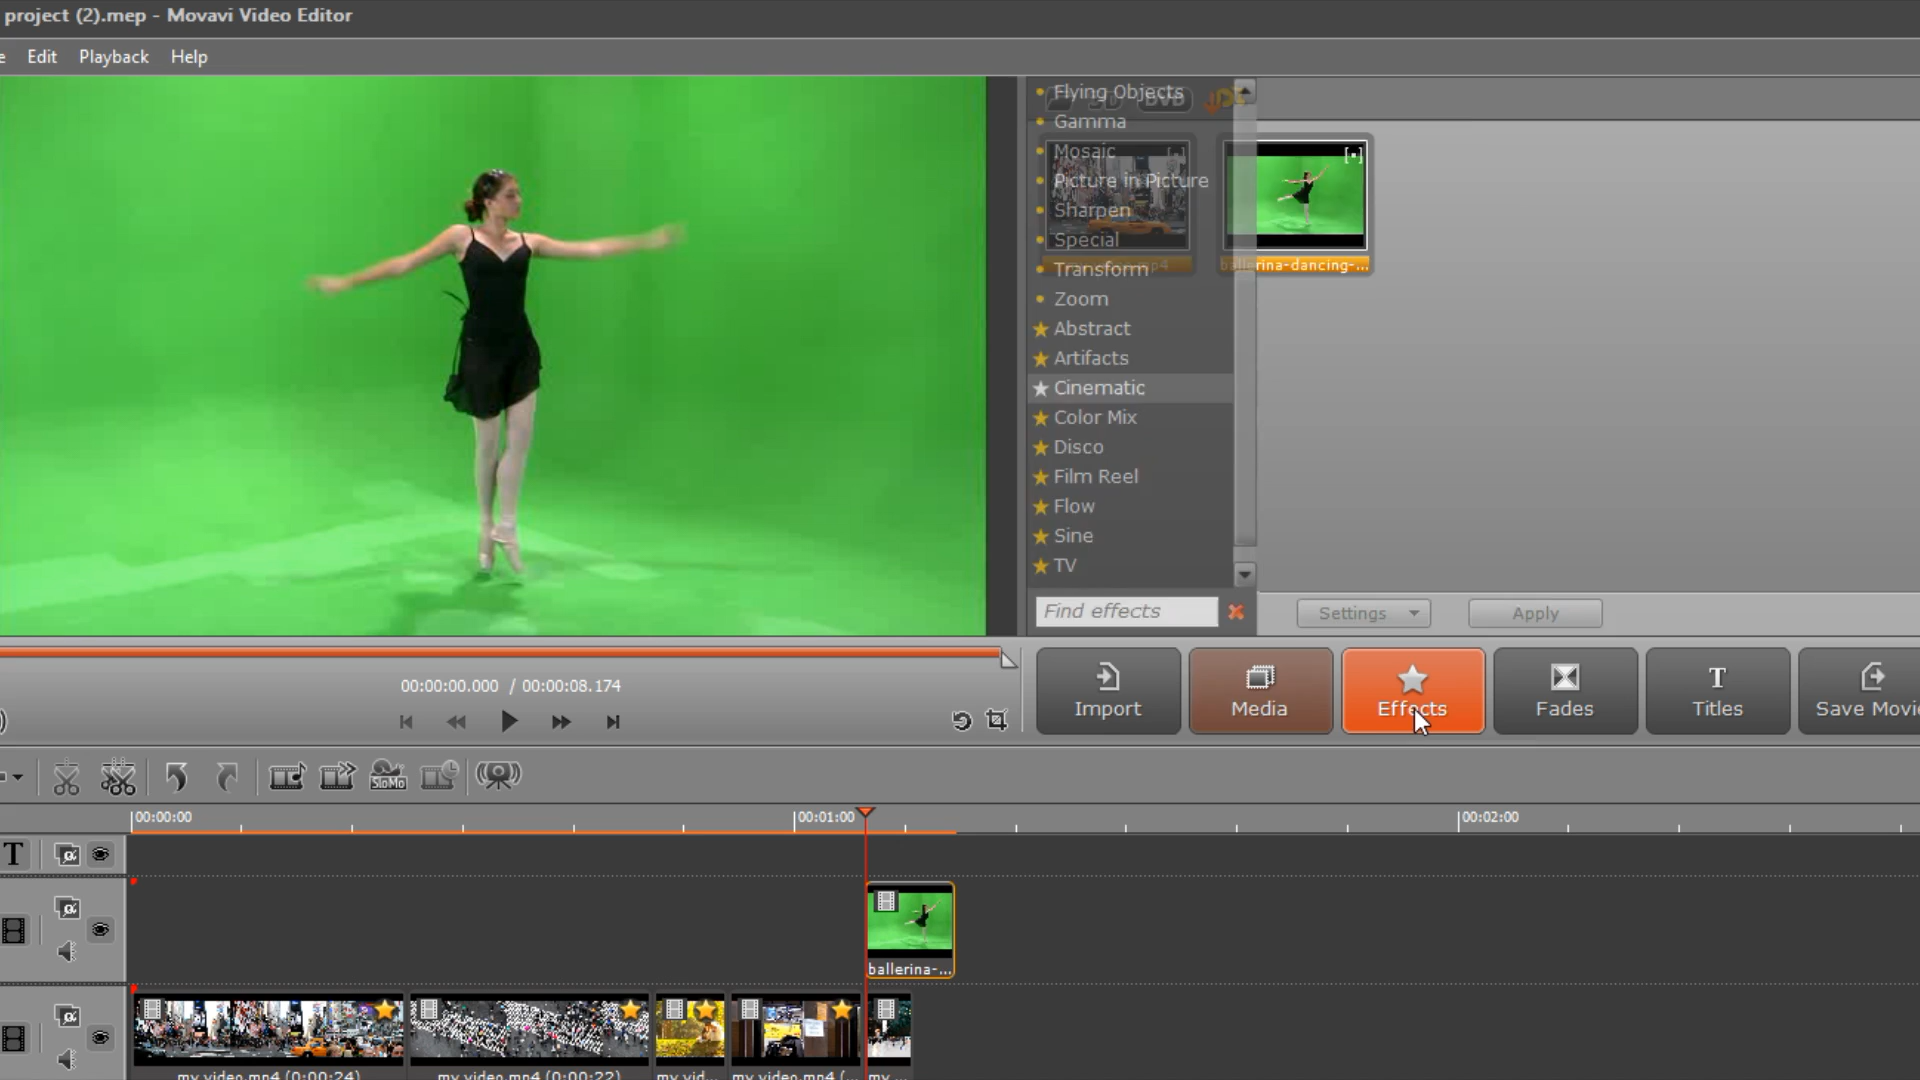 project (2).mep - Movavi Video Editor
e Edit Playback Help
Flying Objects
3D DVD
Gamma
Mosaic
Picture in Picture
Sharpen
Special
Transform
mp4
ballerina-dancing-...
Zoom
Abstract
Artifacts
Cinematic
Color Mix
Disco
Film Reel
Flow
Sine
TV
Find effects
Settings
Apply
00:00:00.000 / 00:00:08.174
Import
Media
Effects
Fades
Titles
Save Movie
SloMo
00:00:00
00:01:00
00:02:00
T
ballerina-...
my video.mp4 (0:00:24)
my video.mp4 (0:00:22)
my vid...
my video.mp4 (...
my ...